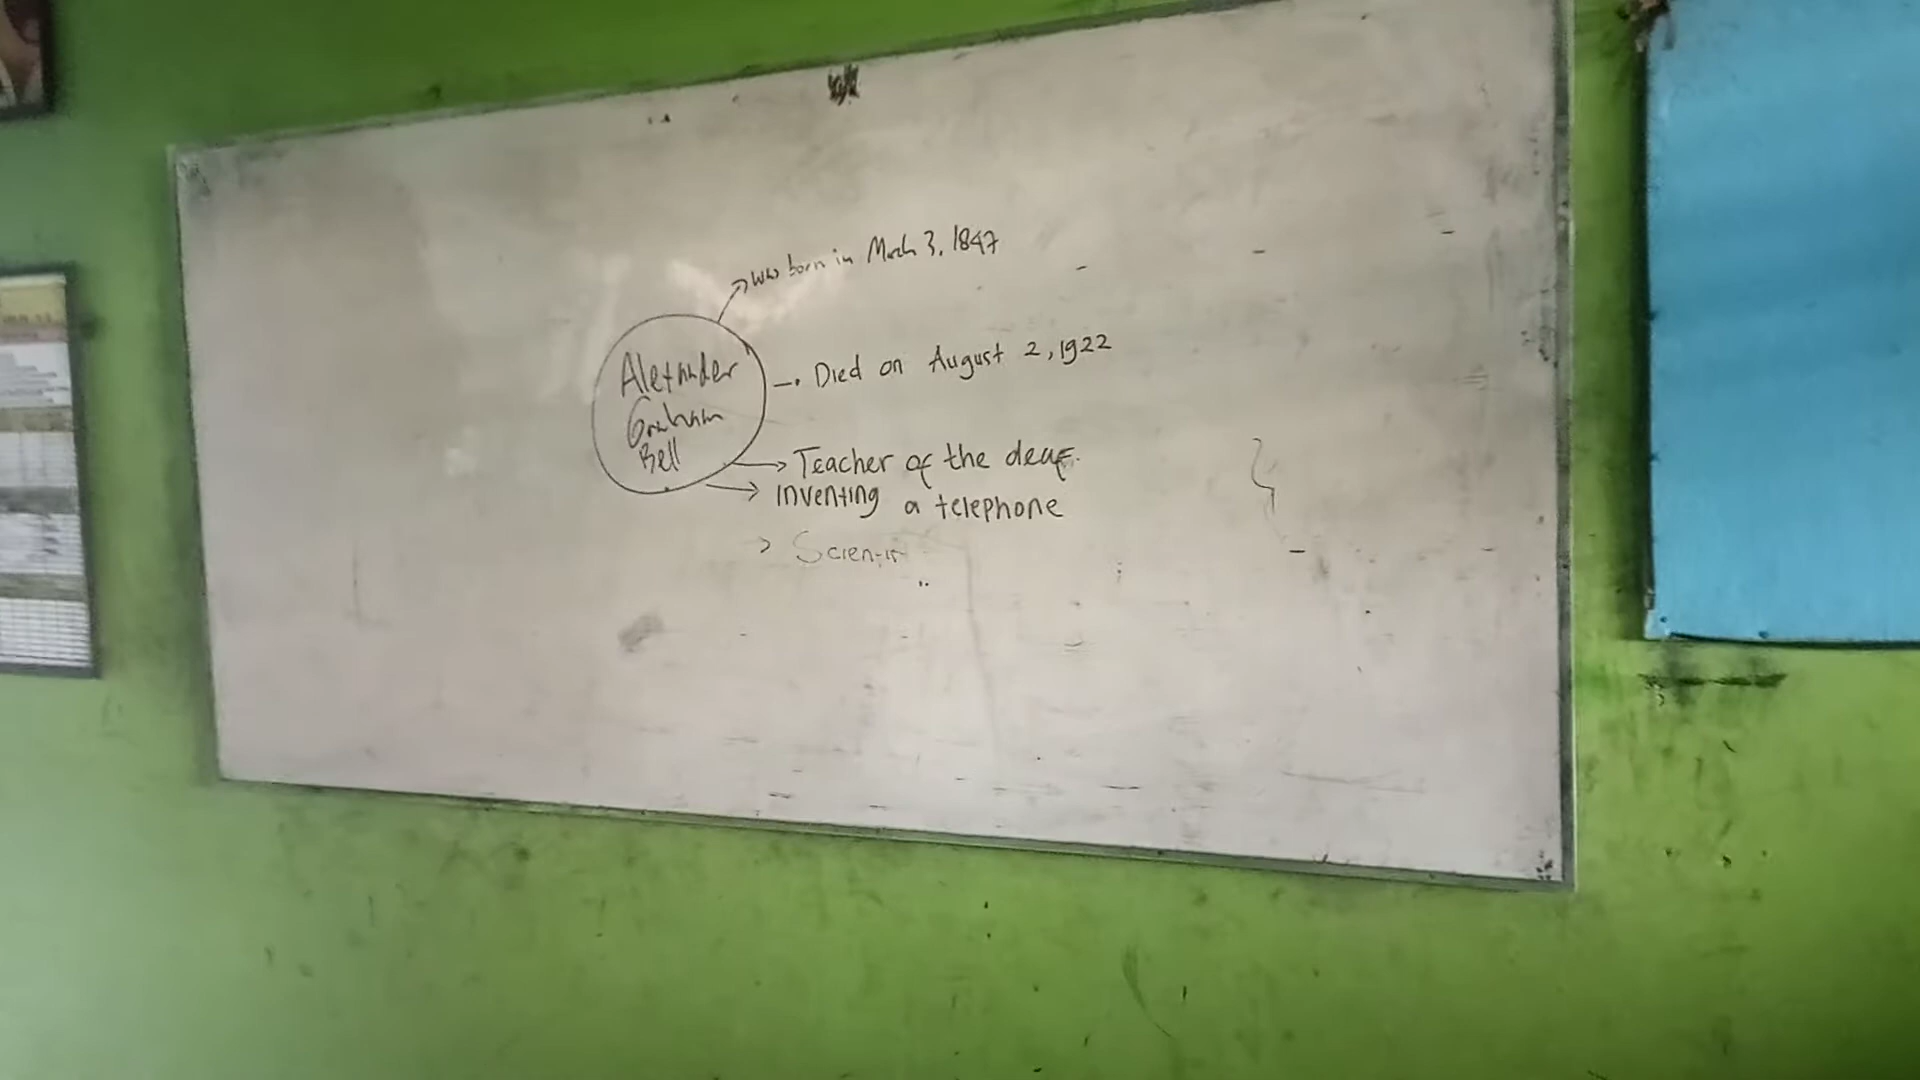 was born in March 3, 1847
Alexander
Graham
Bell
Died on August 2, 1922
Teacher of the deaf.
inventing a telephone